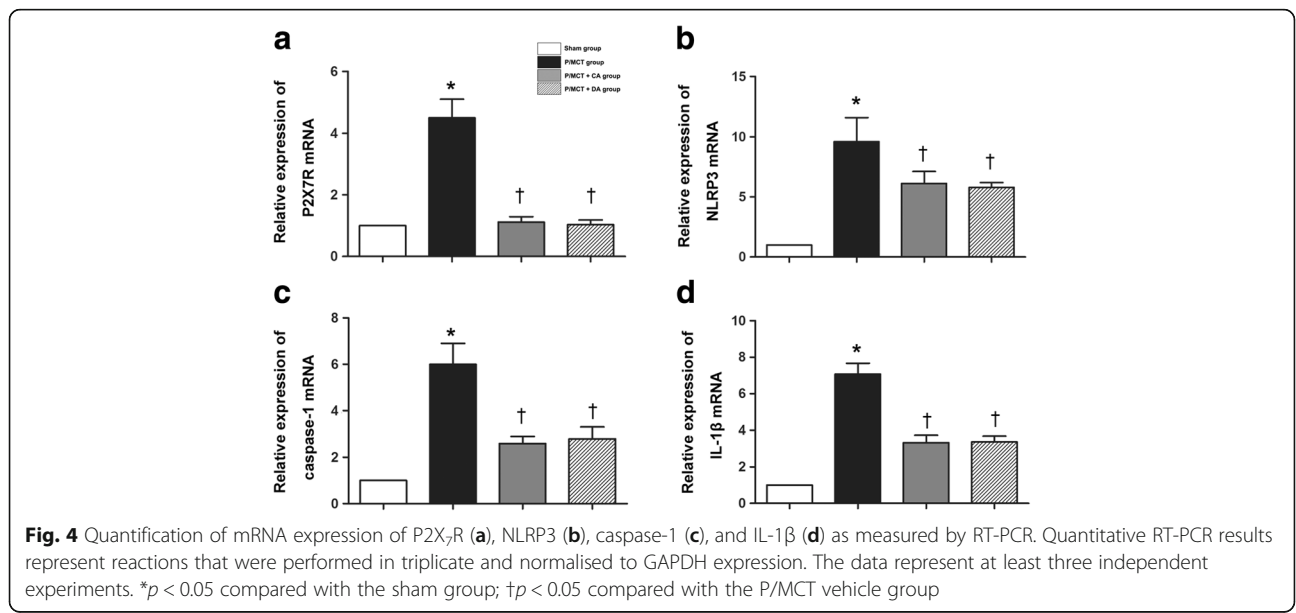 a
Sham group
P/MCT group
P/MCT + CA group
P/MCT + DA group
Relative expression of
P2X7R mRNA
6
4
2
0
*
†
†
b
Relative expression of
NLRP3 mRNA
15
10
5
0
*
†
†
c
Relative expression of
caspase-1 mRNA
8
6
4
2
0
*
†
†
d
Relative expression of
IL-1β mRNA
10
8
6
4
2
0
*
†
†
Fig. 4 Quantification of mRNA expression of P2X₇R (a), NLRP3 (b), caspase-1 (c), and IL-1β (d) as measured by RT-PCR. Quantitative RT-PCR results
represent reactions that were performed in triplicate and normalised to GAPDH expression. The data represent at least three independent
experiments. *p < 0.05 compared with the sham group; †p < 0.05 compared with the P/MCT vehicle group